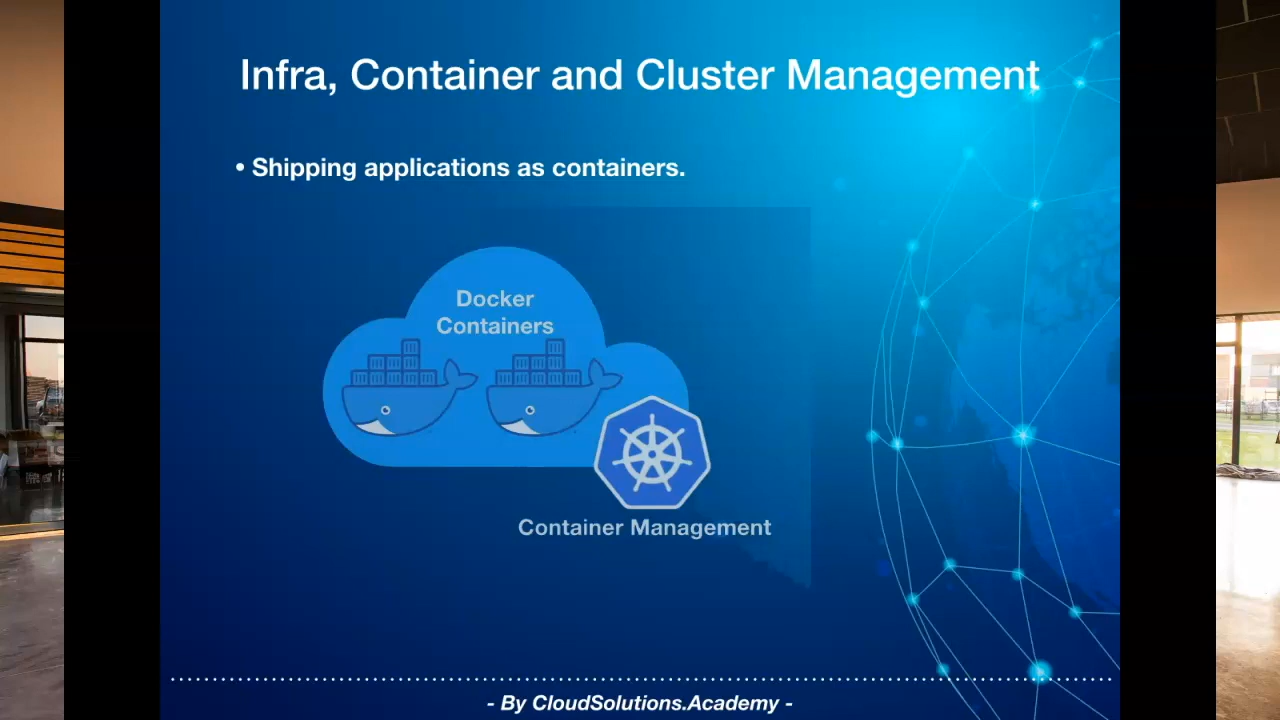 Infra, Container and Cluster Management
• Shipping applications as containers.
Docker
Containers
Container Management
- By CloudSolutions.Academy -